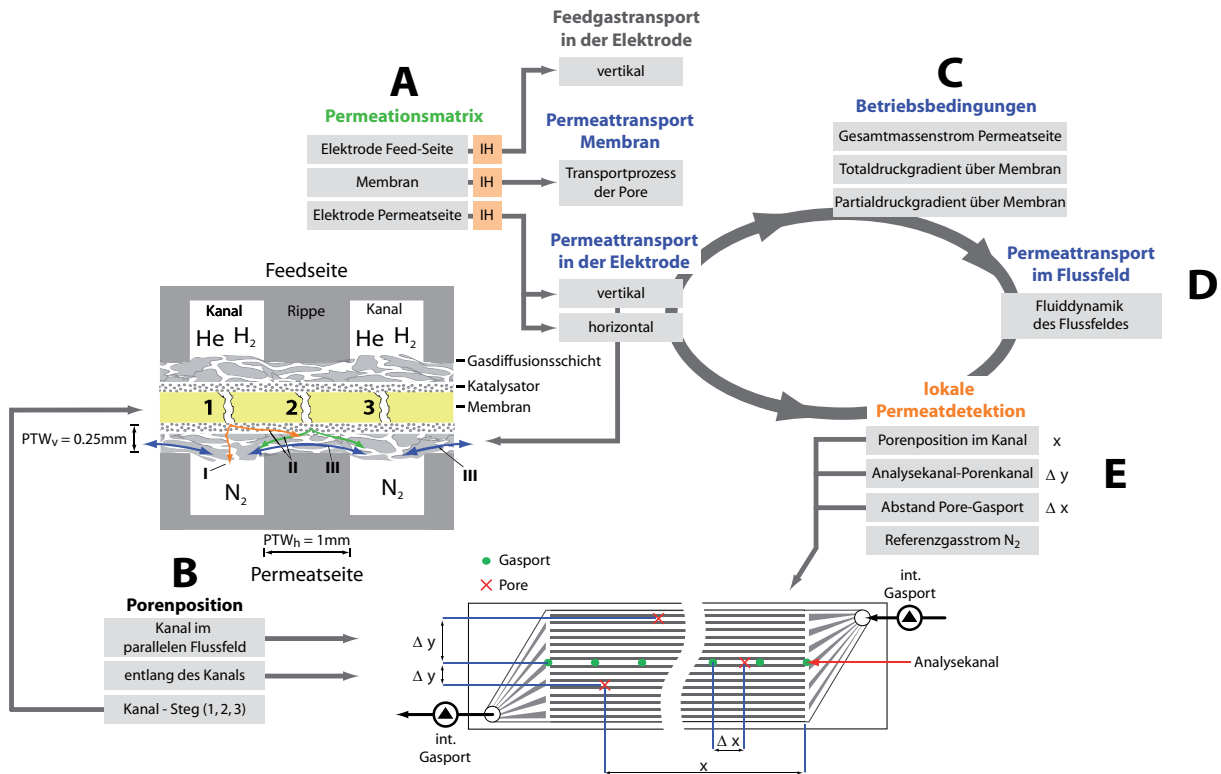 Feedgastransport
in der Elektrode
vertikal
A
Permeationsmatrix
Elektrode Feed-Seite
IH
Membran
IH
Elektrode Permeatseite
IH
Permeattransport
Membran
Transportprozess
der Pore
Permeattransport
in der Elektrode
vertikal
horizontal
C
Betriebsbedingungen
Gesamtmassenstrom Permeatseite
Totaldruckgradient über Membran
Partialdruckgradient über Membran
Permeattransport
im Flussfeld
D
Fluiddynamik
des Flussfeldes
lokale
Permeatdetektion
Porenposition im Kanal
x
Analysekanal-Porenkanal
Δ y
Abstand Pore-Gasport
Δ x
Referenzgasstrom N2
E
Feedseite
Kanal
Rippe
Kanal
He H2
He H2
Gasdiffusionsschicht
Katalysator
Membran
1
2
3
PTWv = 0.25mm
I
II
III
III
N2
N2
PTWh = 1mm
Permeatseite
B
Porenposition
Kanal im
parallelen Flussfeld
entlang des Kanals
Kanal - Steg (1, 2, 3)
Gasport
Pore
int.
Gasport
Δ y
Δ y
Analysekanal
int.
Gasport
Δ x
x